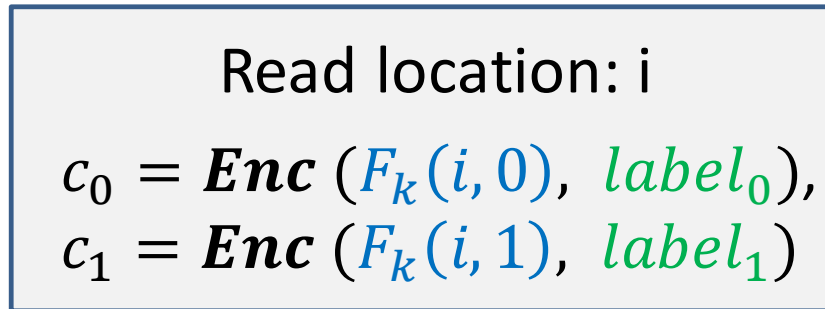 Read location: i
c₀ = Enc (Fₖ(i, 0), label₀),
c₁ = Enc (Fₖ(i, 1), label₁)